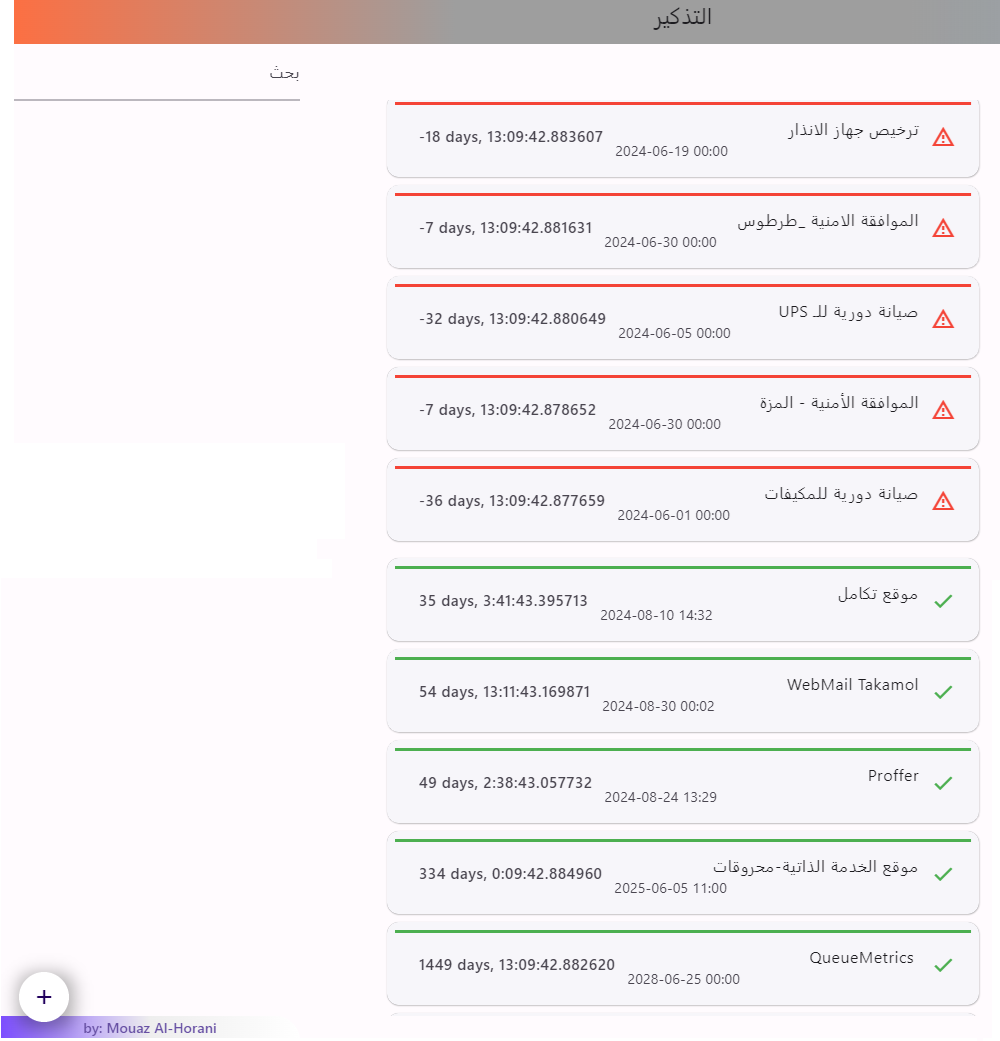 التذكير
بحث
ترخيص جهاز الانذار
-18 days, 13:09:42.883607
2024-06-19 00:00
الموافقة الامنية _طرطوس
-7 days, 13:09:42.881631
2024-06-30 00:00
صيانة دورية للـ UPS
-32 days, 13:09:42.880649
2024-06-05 00:00
الموافقة الأمنية - المزة
-7 days, 13:09:42.878652
2024-06-30 00:00
صيانة دورية للمكيفات
-36 days, 13:09:42.877659
2024-06-01 00:00
موقع تكامل
35 days, 3:41:43.395713
2024-08-10 14:32
WebMail Takamol
54 days, 13:11:43.169871
2024-08-30 00:02
Proffer
49 days, 2:38:43.057732
2024-08-24 13:29
موقع الخدمة الذاتية-محروقات
334 days, 0:09:42.884960
2025-06-05 11:00
QueueMetrics
1449 days, 13:09:42.882620
2028-06-25 00:00
+
by: Mouaz Al-Horani